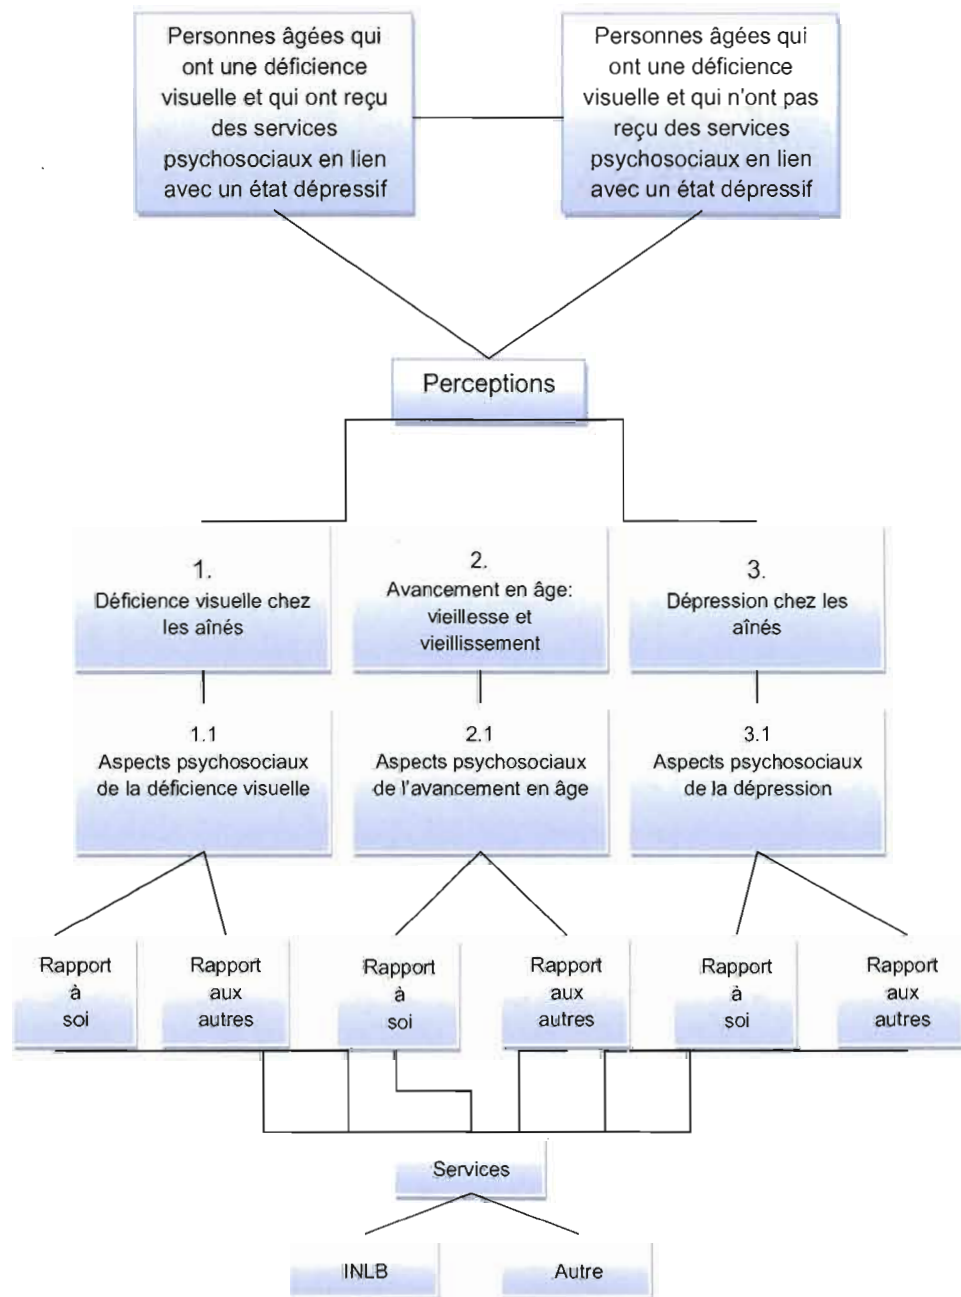 Personnes âgées qui
ont une déficience
visuelle et qui ont reçu
des services
psychosociaux en lien
avec un état dépressif
Personnes âgées qui
ont une déficience
visuelle et qui n'ont pas
reçu des services
psychosociaux en lien
avec un état dépressif
Perceptions
1.
Déficience visuelle chez
les aînés
2.
Avancement en âge:
vieillesse et
vieillissement
3.
Dépression chez les
aînés
1.1
Aspects psychosociaux
de la déficience visuelle
2.1
Aspects psychosociaux
de l'avancement en âge
3.1
Aspects psychosociaux
de la dépression
Rapport
à
soi
Rapport
aux
autres
Rapport
à
soi
Rapport
aux
autres
Rapport
à
soi
Rapport
aux
autres
Services
INLB
Autre